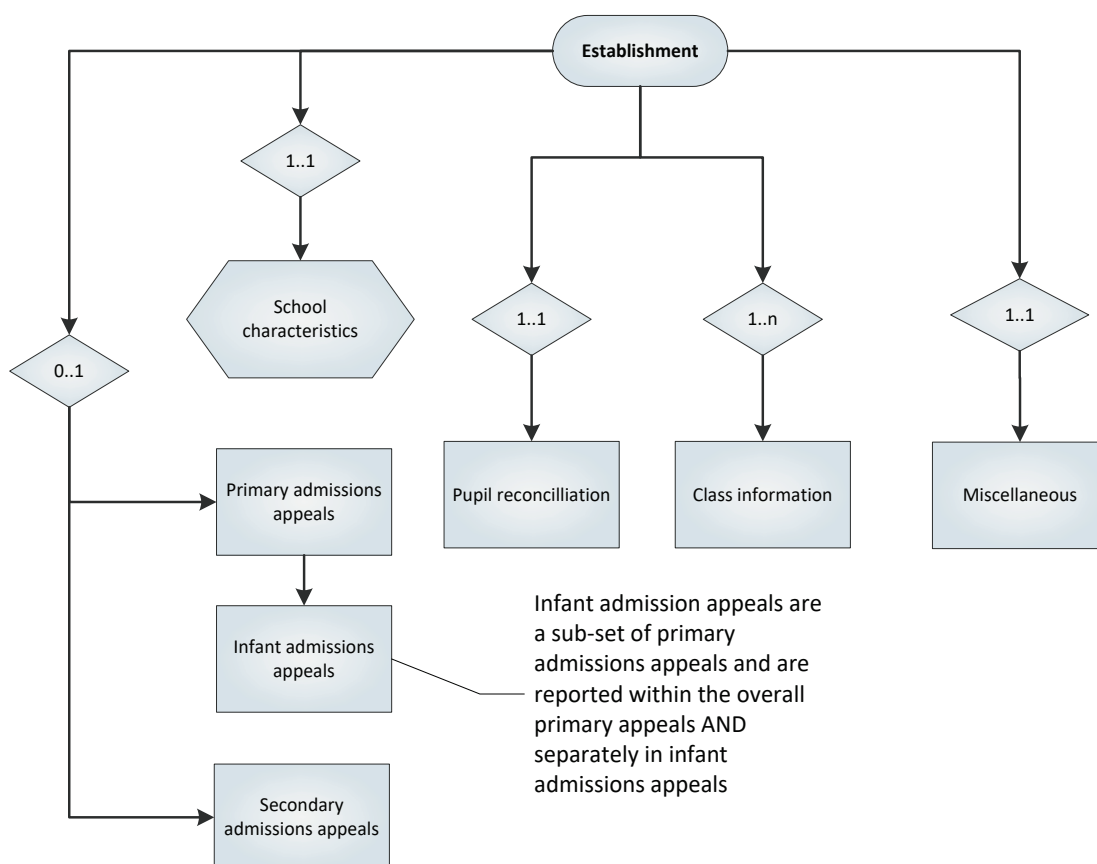 Establishment
1..1
School
characteristics
1..1
1..n
1..1
0..1
Primary admissions
appeals
Pupil reconcilliation
Class information
Miscellaneous
Infant admissions
appeals
Infant admission appeals are
a sub-set of primary
admissions appeals and are
reported within the overall
primary appeals AND
separately in infant
admissions appeals
Secondary
admissions appeals